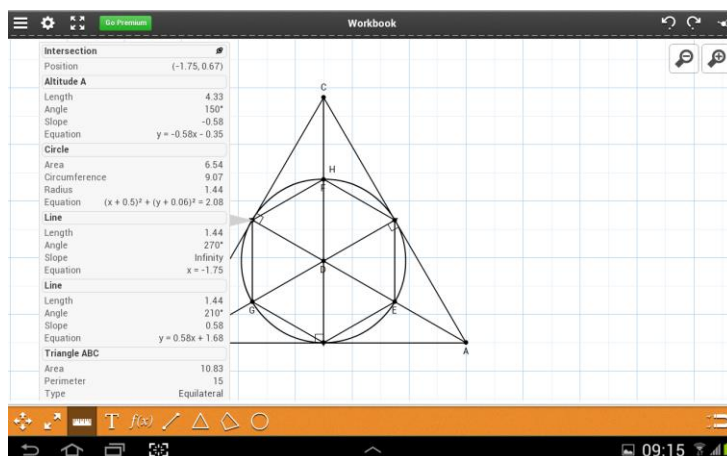 Go Premium
Workbook
Intersection
Position (-1.75, 0.67)
Altitude A
Length 4.33
Angle 150°
Slope -0.58
Equation y = -0.58x - 0.35
Circle
Area 6.54
Circumference 9.07
Radius 1.44
Equation (x + 0.5)² + (y + 0.06)² = 2.08
Line
Length 1.44
Angle 270°
Slope Infinity
Equation x = -1.75
Line
Length 1.44
Angle 210°
Slope 0.58
Equation y = 0.58x + 1.68
Triangle ABC
Area 10.83
Perimeter 15
Type Equilateral
C
H
F
D
G
E
A
T f(x)
09:15